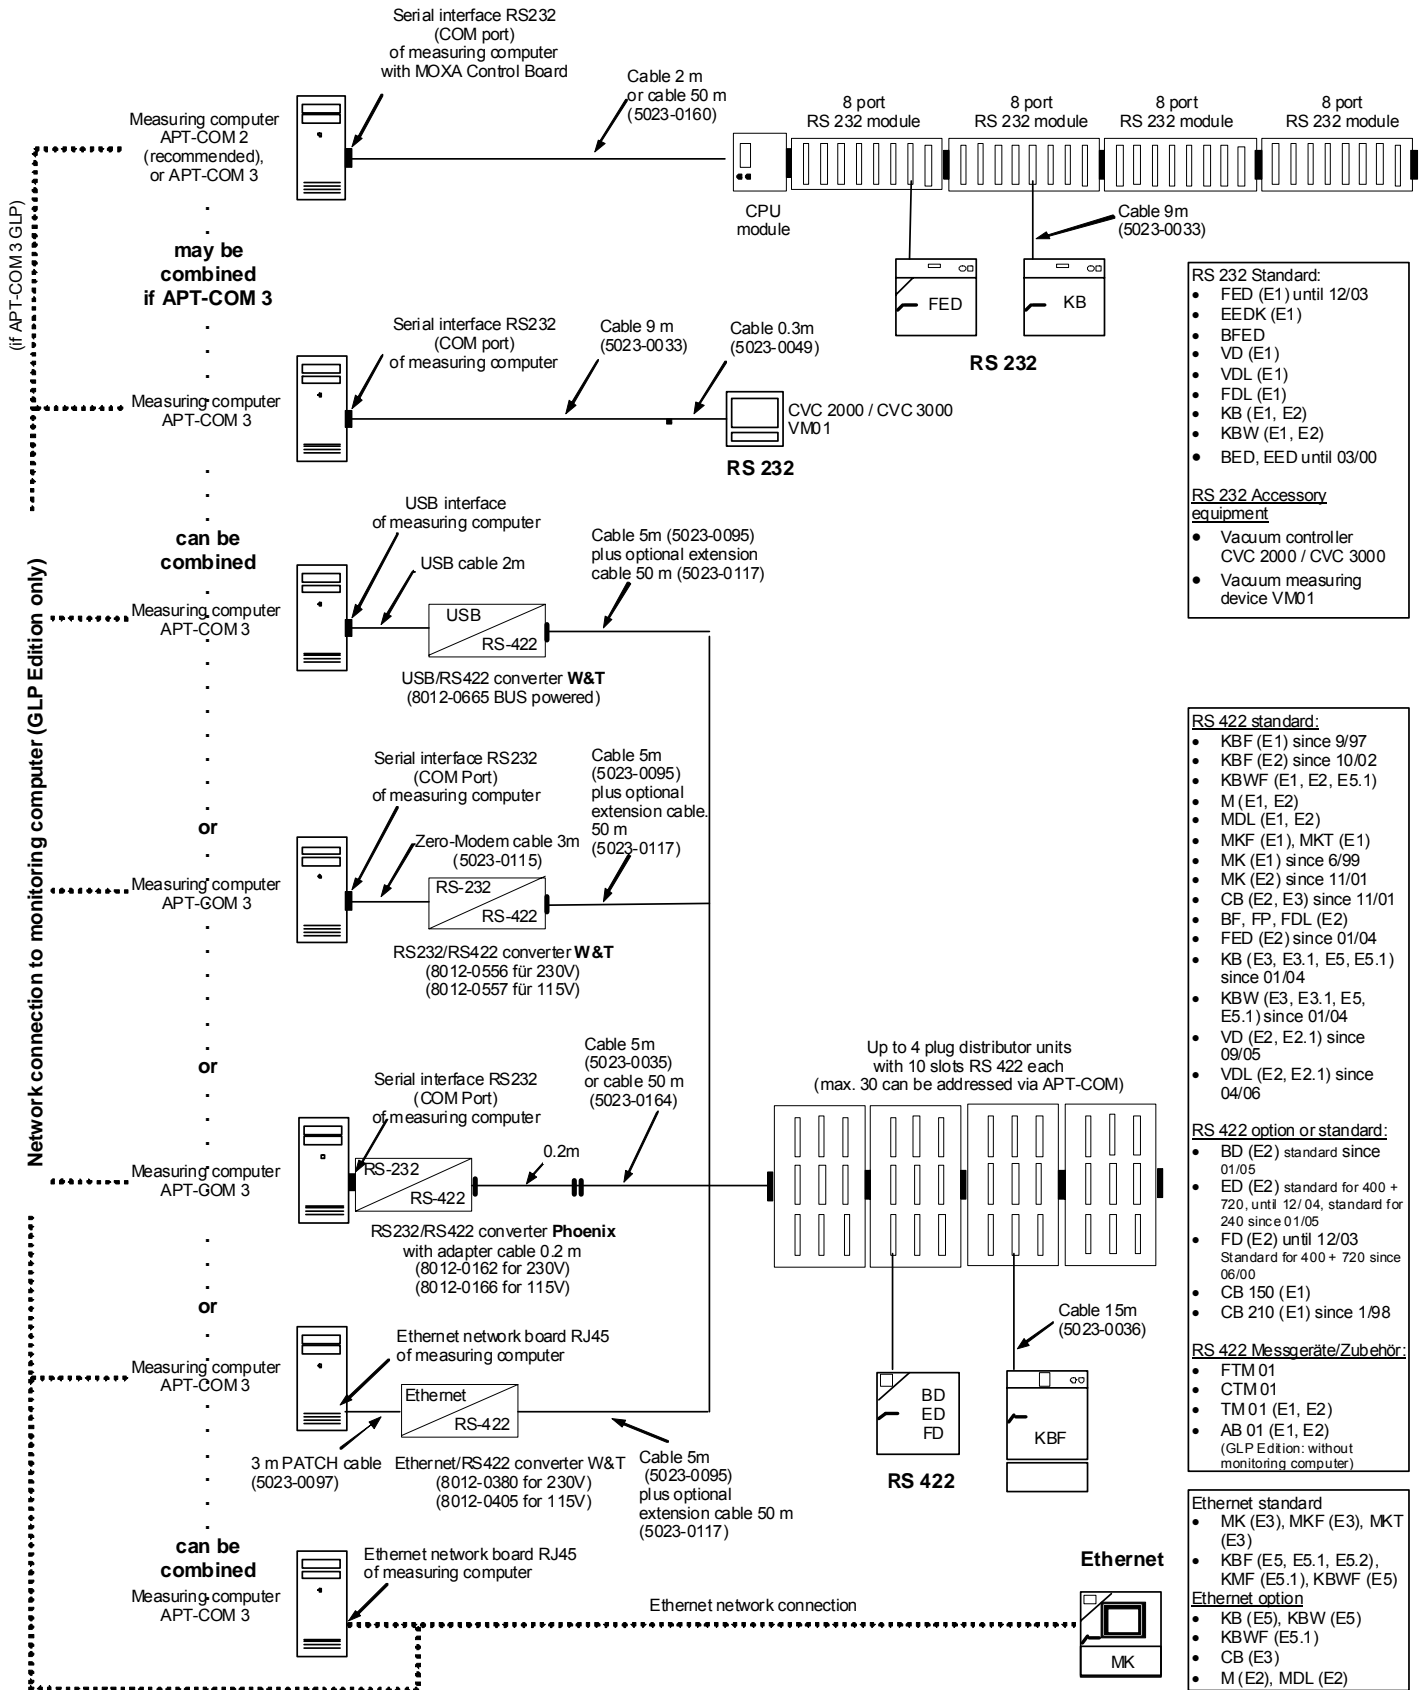 Serial interface RS232
(COM port)
of measuring computer
with MOXA Control Board
Cable 2 m
or cable 50 m
(5023-0160)
8 port
RS 232 module
8 port
RS 232 module
8 port
RS 232 module
8 port
RS 232 module
Measuring computer
APT-COM 2
(recommended),
or APT-COM 3
CPU
module
Cable 9m
(5023-0033)
(if APT-COM 3 GLP)
may be
combined
if APT-COM 3
FED
KB
RS 232
Serial interface RS232
(COM port)
of measuring computer
Cable 9 m
(5023-0033)
Cable 0.3m
(5023-0049)
Measuring computer
APT-COM 3
CVC 2000 / CVC 3000
VM01
RS 232
RS 232 Standard:
• FED (E1) until 12/03
• EEDK (E1)
• BFED
• VD (E1)
• VDL (E1)
• FDL (E1)
• KB (E1, E2)
• KBW (E1, E2)
• BED, EED until 03/00
RS 232 Accessory
equipment
• Vacuum controller
CVC 2000 / CVC 3000
• Vacuum measuring
device VM01
Network connection to monitoring computer (GLP Edition only)
can be
combined
USB interface
of measuring computer
USB cable 2m
Cable 5m (5023-0095)
plus optional extension
cable 50 m (5023-0117)
Measuring computer
APT-COM 3
USB
RS-422
USB/RS422 converter W&T
(8012-0665 BUS powered)
or
Serial interface RS232
(COM Port)
of measuring computer
Zero-Modem cable 3m
(5023-0115)
Cable 5m
(5023-0095)
plus optional
extension cable.
50 m
(5023-0117)
Measuring computer
APT-COM 3
RS-232
RS-422
RS232/RS422 converter W&T
(8012-0556 für 230V)
(8012-0557 für 115V)
or
Serial interface RS232
(COM Port)
of measuring computer
Cable 5m
(5023-0035)
or cable 50 m
(5023-0164)
0.2m
Measuring computer
APT-COM 3
RS-232
RS-422
RS232/RS422 converter Phoenix
with adapter cable 0.2 m
(8012-0162 for 230V)
(8012-0166 for 115V)
Up to 4 plug distributor units
with 10 slots RS 422 each
(max. 30 can be addressed via APT-COM)
Cable 15m
(5023-0036)
BD
ED
FD
KBF
RS 422
or
Ethernet network board RJ45
of measuring computer
Measuring computer
APT-COM 3
Ethernet
RS-422
3 m PATCH cable
(5023-0097)
Ethernet/RS422 converter W&T
(8012-0380 for 230V)
(8012-0405 for 115V)
Cable 5m
(5023-0095)
plus optional
extension cable 50 m
(5023-0117)
RS 422 standard:
• KBF (E1) since 9/97
• KBF (E2) since 10/02
• KBWF (E1, E2, E5.1)
• M (E1, E2)
• MDL (E1, E2)
• MKF (E1), MKT (E1)
• MK (E1) since 6/99
• MK (E2) since 11/01
• CB (E2, E3) since 11/01
• BF, FP, FDL (E2)
• FED (E2) since 01/04
• KB (E3, E3.1, E5, E5.1)
since 01/04
• KBW (E3, E3.1, E5,
E5.1) since 01/04
• VD (E2, E2.1) since
09/05
• VDL (E2, E2.1) since
04/06
RS 422 option or standard:
• BD (E2) standard since
01/05
• ED (E2) standard for 400 +
720, until 12/ 04, standard for
240 since 01/05
• FD (E2) until 12/03
Standard for 400 + 720 since
06/00
• CB 150 (E1)
• CB 210 (E1) since 1/98
RS 422 Messgeräte/Zubehör:
• FTM 01
• CTM 01
• TM 01 (E1, E2)
• AB 01 (E1, E2)
(GLP Edition: without
monitoring computer)
can be
combined
Measuring computer
APT-COM 3
Ethernet network board RJ45
of measuring computer
Ethernet network connection
Ethernet
MK
Ethernet standard
• MK (E3), MKF (E3), MKT
(E3)
• KBF (E5, E5.1, E5.2),
KMF (E5.1), KBWF (E5)
Ethernet option
• KB (E5), KBW (E5)
• KBWF (E5.1)
• CB (E3)
• M (E2), MDL (E2)